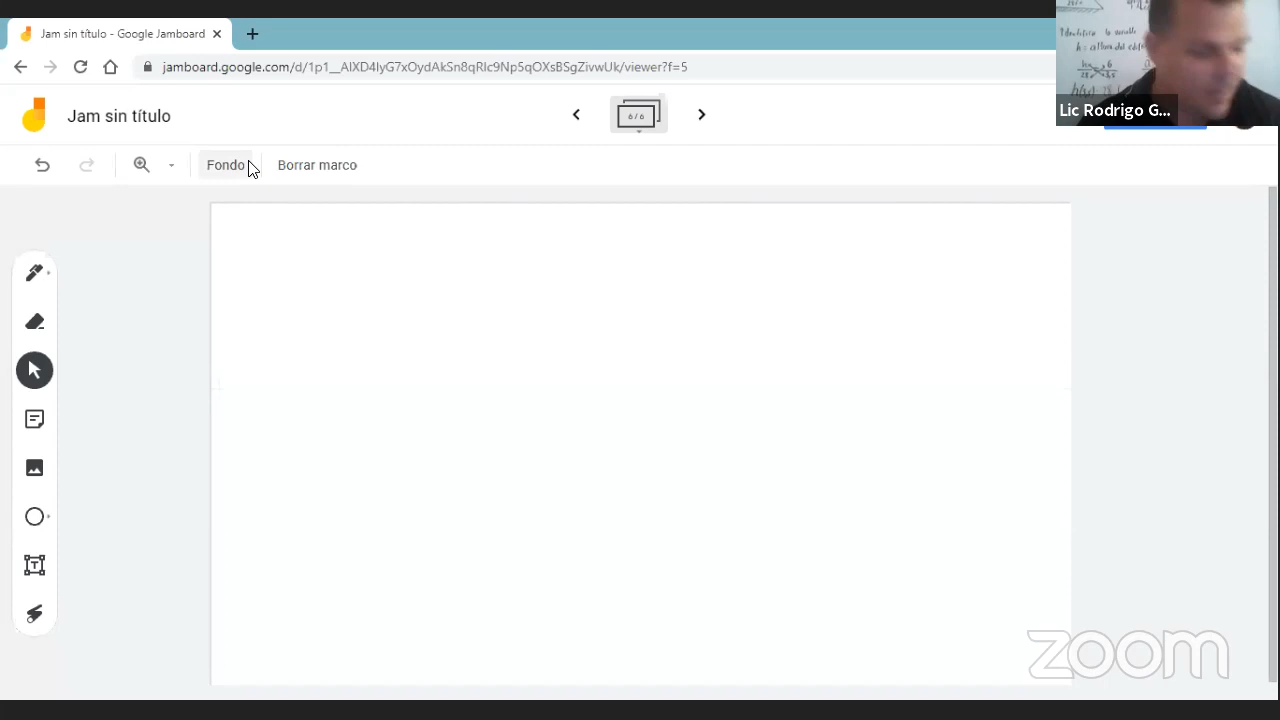 Jam sin título - Google Jamboard
jamboard.google.com/d/1p1__AlXD4lyG7xOydAkSn8qRlc9NpSqOXsBSgZivwUk/viewer?f=5
Jam sin título
6 / 6
Lic Rodrigo G...
Fondo
Borrar marco
zoom